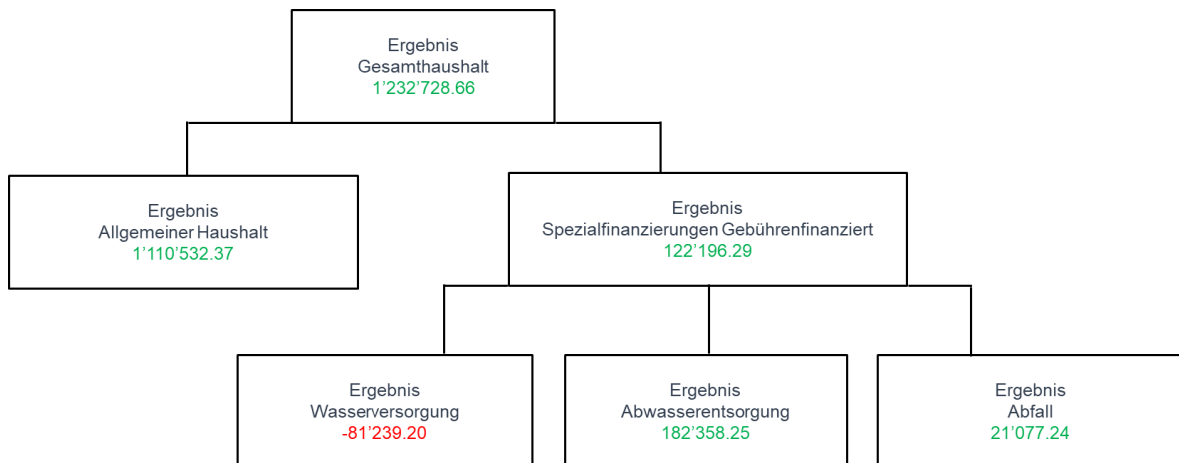 Ergebnis
Gesamthaushalt
1’232’728.66
Ergebnis
Allgemeiner Haushalt
1’110’532.37
Ergebnis
Spezialfinanzierungen Gebührenfinanziert
122’196.29
Ergebnis
Wasserversorgung
-81’239.20
Ergebnis
Abwasserentsorgung
182’358.25
Ergebnis
Abfall
21’077.24